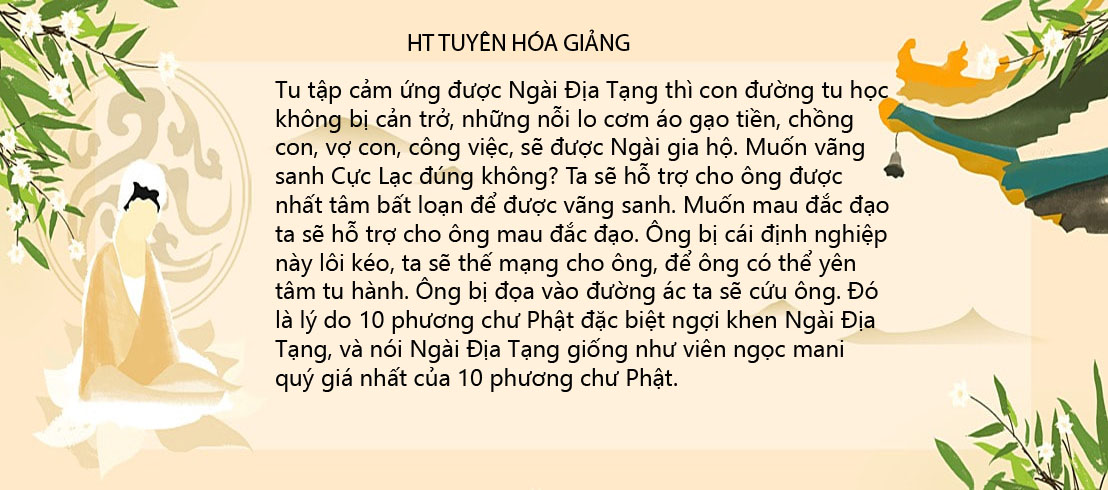 HT TUYÊN HÓA GIẢNG
Tu tập cảm ứng được Ngài Địa Tạng thì con đường tu học
không bị cản trở, những nỗi lo cơm áo gạo tiền, chồng
con, vợ con, công việc, sẽ được Ngài gia hộ. Muốn vãng
sanh Cực Lạc đúng không? Ta sẽ hỗ trợ cho ông được
nhất tâm bất loạn để được vãng sanh. Muốn mau đắc đạo
ta sẽ hỗ trợ cho ông mau đắc đạo. Ông bị cái định nghiệp
này lôi kéo, ta sẽ thế mạng cho ông, để ông có thể yên
tâm tu hành. Ông bị đọa vào đường ác ta sẽ cứu ông. Đó
là lý do 10 phương chư Phật đặc biệt ngợi khen Ngài Địa
Tạng, và nói Ngài Địa Tạng giống như viên ngọc mani
quý giá nhất của 10 phương chư Phật.